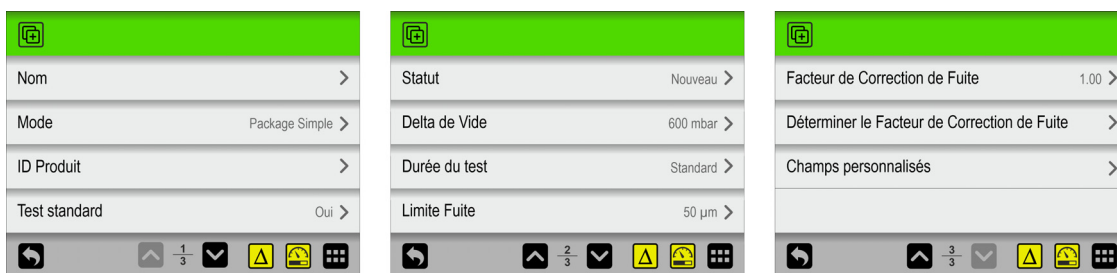 Nom
Mode Package Simple
ID Produit
Test standard Oui
1
3
Δ
Statut Nouveau
Delta de Vide 600 mbar
Durée du test Standard
Limite Fuite 50 µm
2
3
Δ
Facteur de Correction de Fuite 1.00
Déterminer le Facteur de Correction de Fuite
Champs personnalisés
3
3
Δ